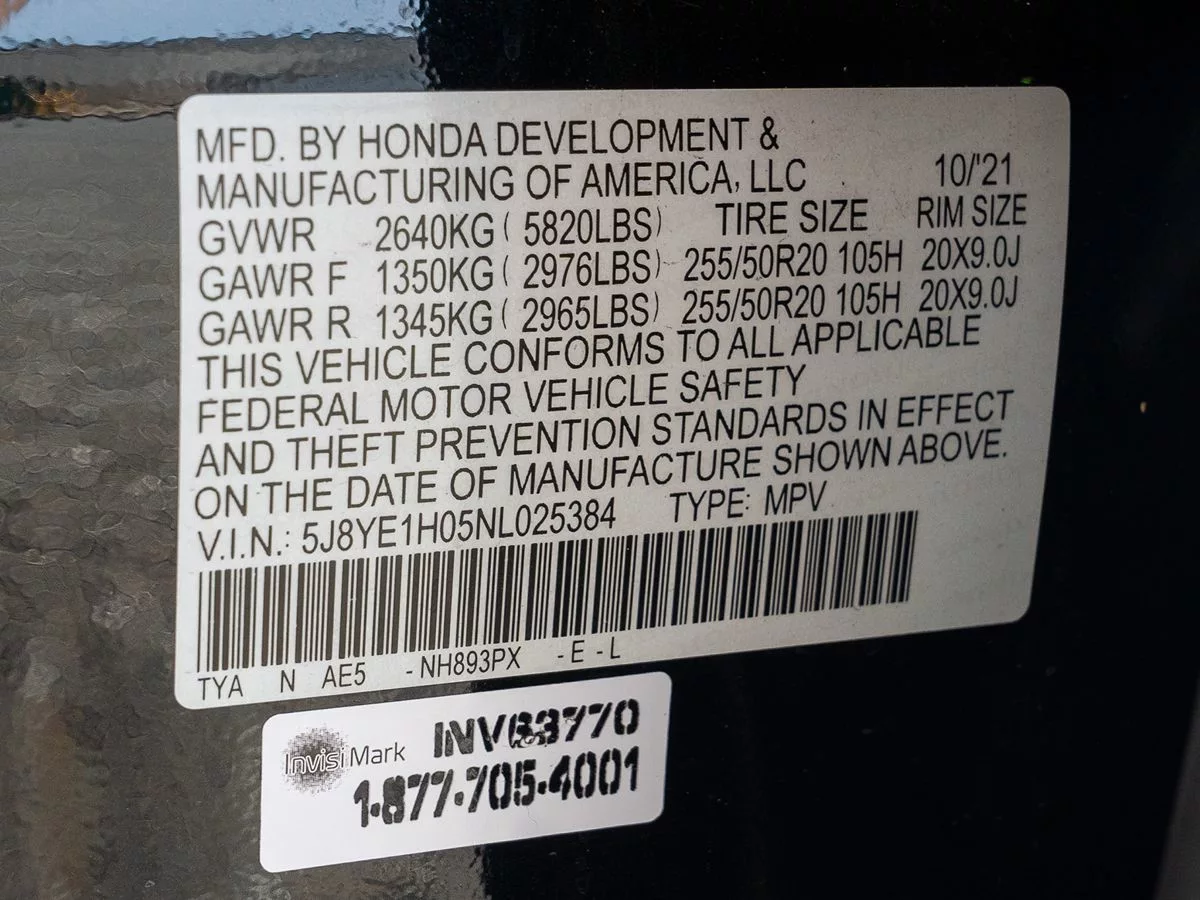 MFD. BY HONDA DEVELOPMENT &
MANUFACTURING OF AMERICA, LLC 10/'21
GVWR 2640KG ( 5820LBS) TIRE SIZE RIM SIZE
GAWR F 1350KG ( 2976LBS) 255/50R20 105H 20X9.0J
GAWR R 1345KG ( 2965LBS) 255/50R20 105H 20X9.0J
THIS VEHICLE CONFORMS TO ALL APPLICABLE
FEDERAL MOTOR VEHICLE SAFETY
AND THEFT PREVENTION STANDARDS IN EFFECT
ON THE DATE OF MANUFACTURE SHOWN ABOVE.
V.I.N.: 5J8YE1H05NL025384 TYPE: MPV
TYA N AE5 - NH893PX - E - L
InvisiMark
1-877-705-4001